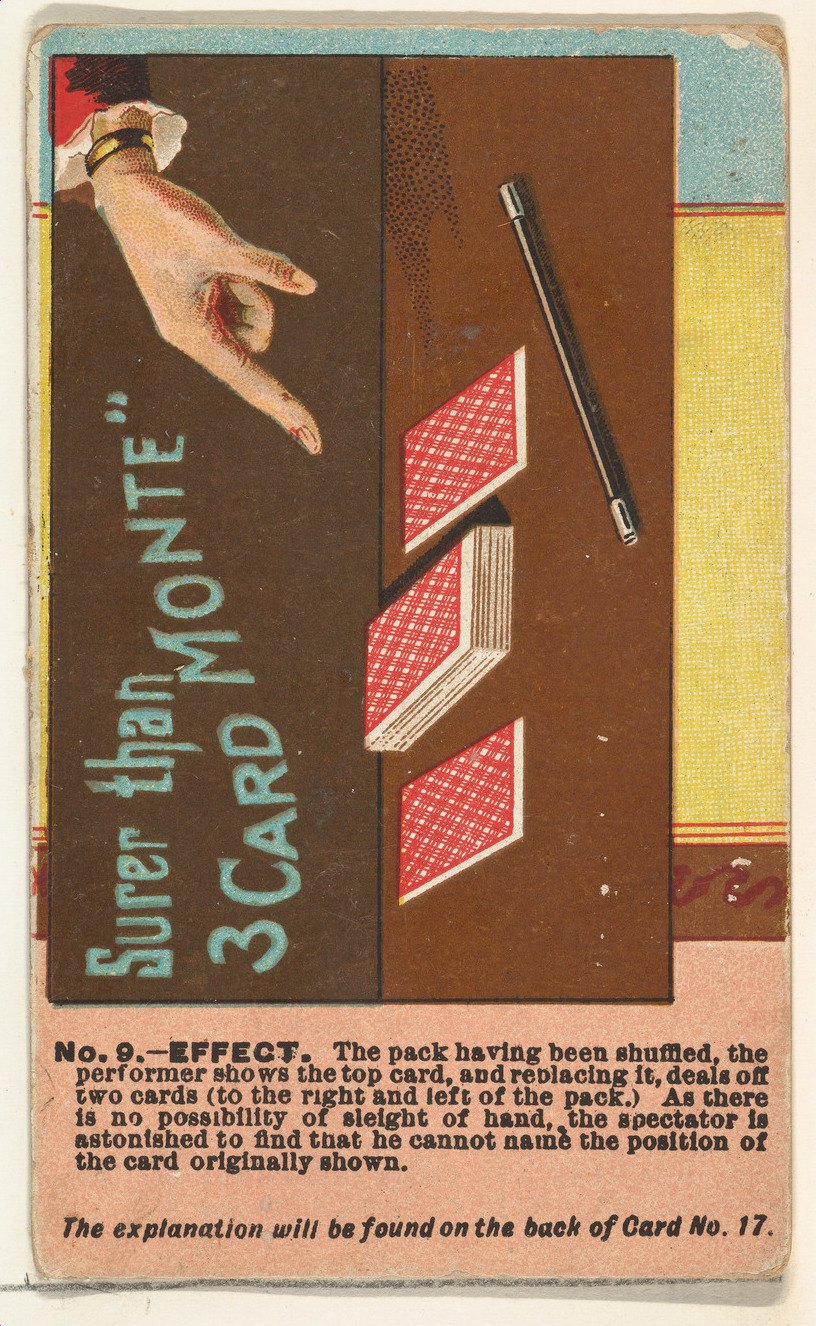 Surer than
3 CARD MONTE"
No. 9.—EFFECT. The pack having been shuffled, the
performer shows the top card, and replacing it, deals off
two cards (to the right and left of the pack.) As there
is no possibility of sleight of hand, the spectator is
astonished to find that he cannot name the position of
the card originally shown.
The explanation will be found on the back of Card No. 17.